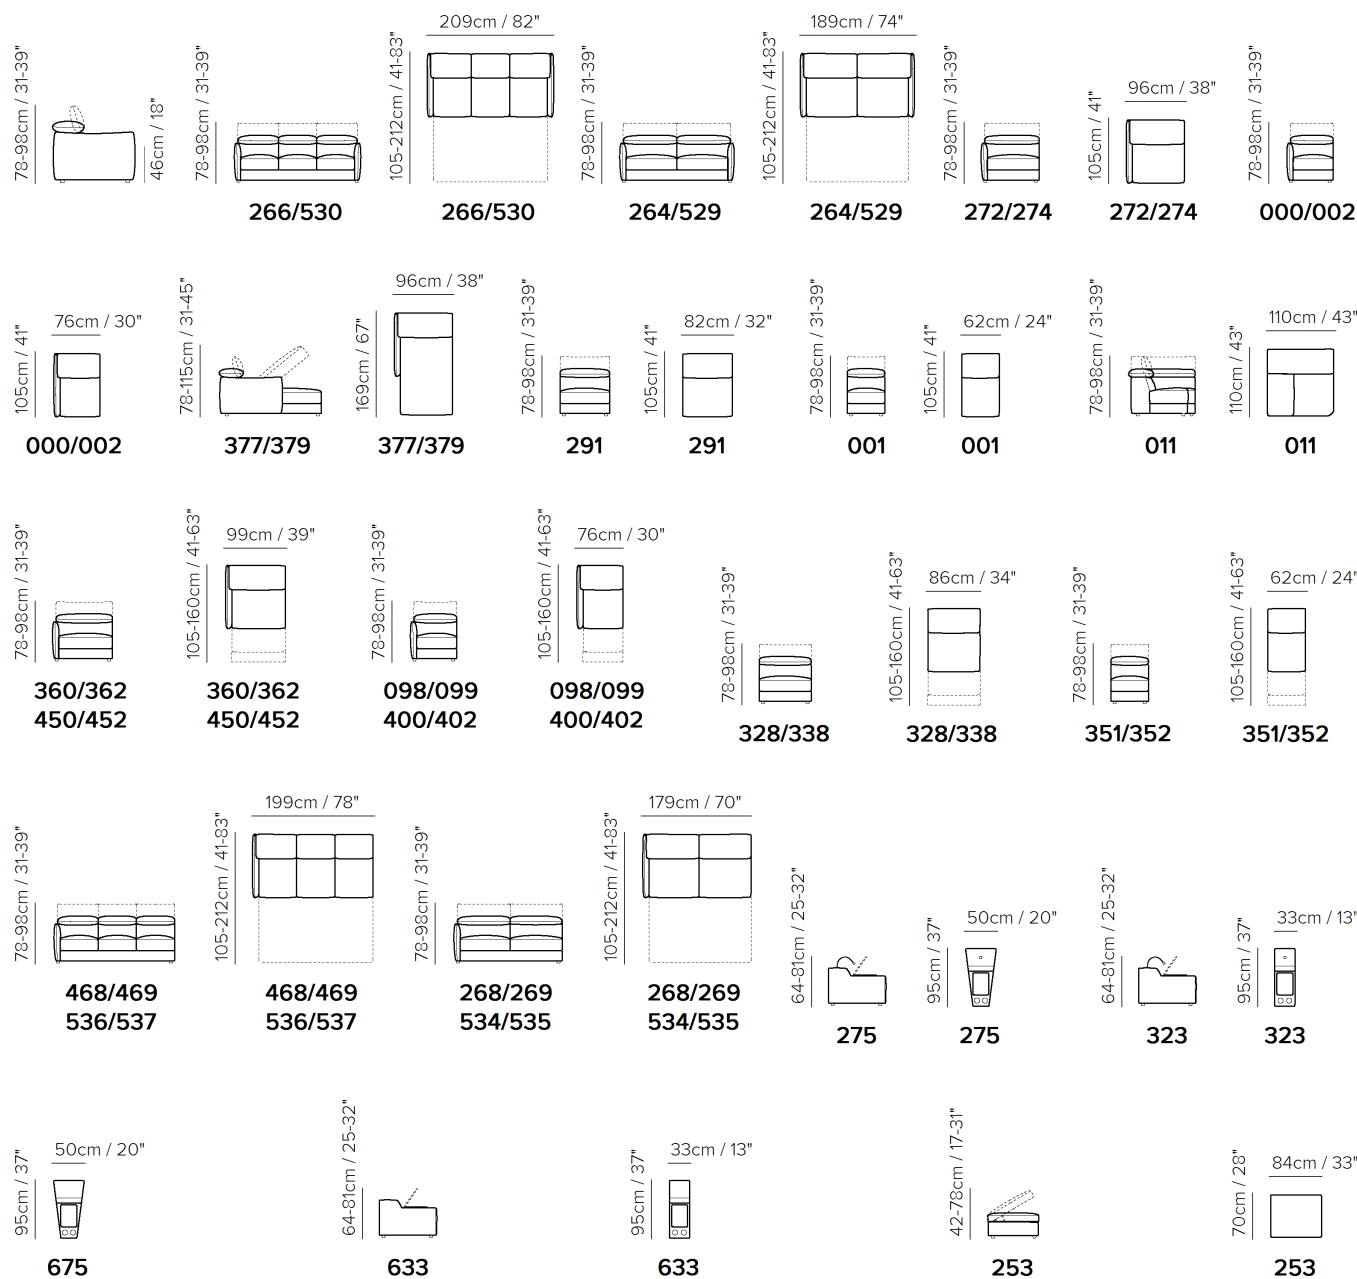 78-98cm / 31-39"
46cm / 18"
78-98cm / 31-39"
266/530
209cm / 82"
105-212cm / 41-83"
266/530
78-98cm / 31-39"
264/529
189cm / 74"
105-212cm / 41-83"
264/529
78-98cm / 31-39"
272/274
96cm / 38"
105cm / 41"
272/274
78-98cm / 31-39"
000/002
76cm / 30"
105cm / 41"
000/002
78-115cm / 31-45"
377/379
96cm / 38"
169cm / 67"
377/379
78-98cm / 31-39"
291
82cm / 32"
105cm / 41"
291
78-98cm / 31-39"
001
62cm / 24"
105cm / 41"
001
78-98cm / 31-39"
011
110cm / 43"
110cm / 43"
011
78-98cm / 31-39"
360/362
450/452
99cm / 39"
105-160cm / 41-63"
360/362
450/452
78-98cm / 31-39"
098/099
400/402
76cm / 30"
105-160cm / 41-63"
098/099
400/402
78-98cm / 31-39"
328/338
86cm / 34"
105-160cm / 41-63"
328/338
78-98cm / 31-39"
351/352
62cm / 24"
105-160cm / 41-63"
351/352
78-98cm / 31-39"
468/469
536/537
199cm / 78"
105-212cm / 41-83"
468/469
536/537
78-98cm / 31-39"
268/269
534/535
179cm / 70"
105-212cm / 41-83"
268/269
534/535
64-81cm / 25-32"
275
50cm / 20"
95cm / 37"
275
64-81cm / 25-32"
323
33cm / 13"
95cm / 37"
323
50cm / 20"
95cm / 37"
675
64-81cm / 25-32"
633
33cm / 13"
95cm / 37"
633
42-78cm / 17-31"
253
84cm / 33"
70cm / 28"
253